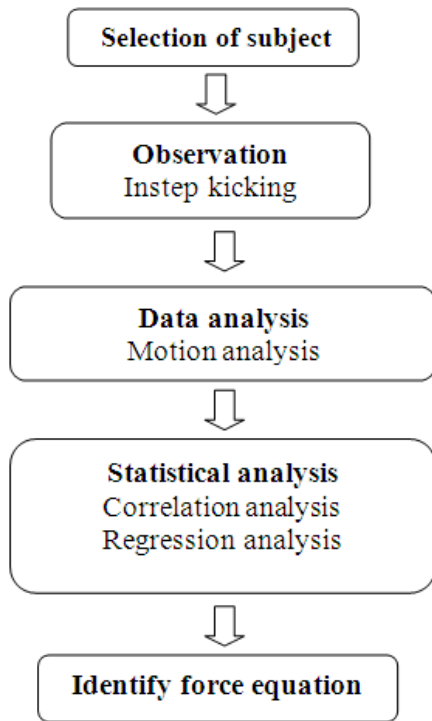 Selection of subject
Observation
Instep kicking
Data analysis
Motion analysis
Statistical analysis
Correlation analysis
Regression analysis
Identify force equation